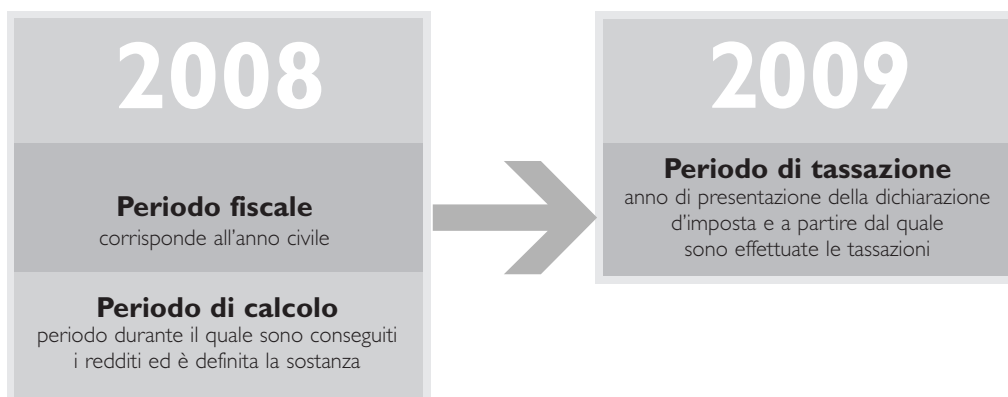 2008
Periodo fiscale
corrisponde all'anno civile
Periodo di calcolo
periodo durante il quale sono conseguiti
i redditi ed è definita la sostanza
2009
Periodo di tassazione
anno di presentazione della dichiarazione
d'imposta e a partire dal quale
sono effettuate le tassazioni